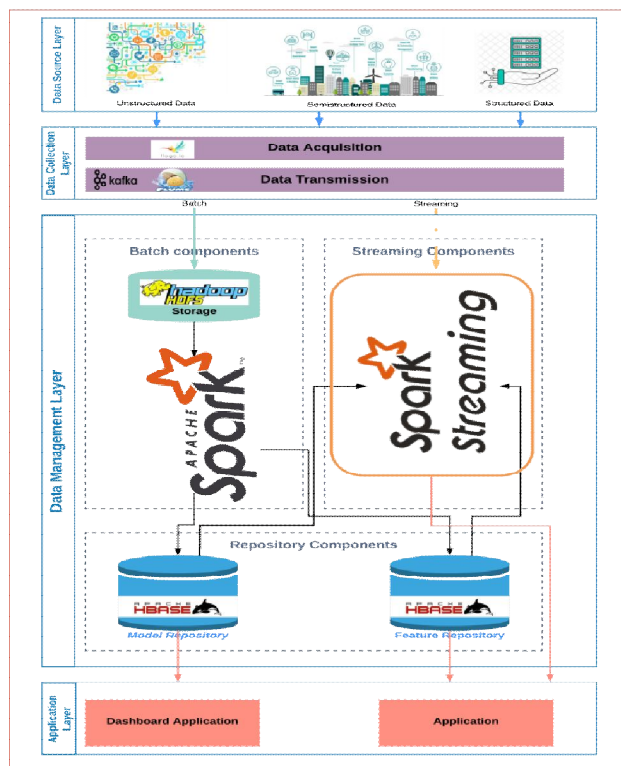 Data Source Layer
Unstructured Data
Semistructured Data
Structured Data
Data Collection
Layer
Data Acquisition
kafka
Data Transmission
Batch
Streaming
Data Management Layer
Batch components
Streaming Components
hadoop
HDFS
Storage
APACHE
Spark
Spark
Streaming
Repository Components
APACHE
HBASE
Model Repository
APACHE
HBASE
Feature Repository
Application
Layer
Dashboard Application
Application